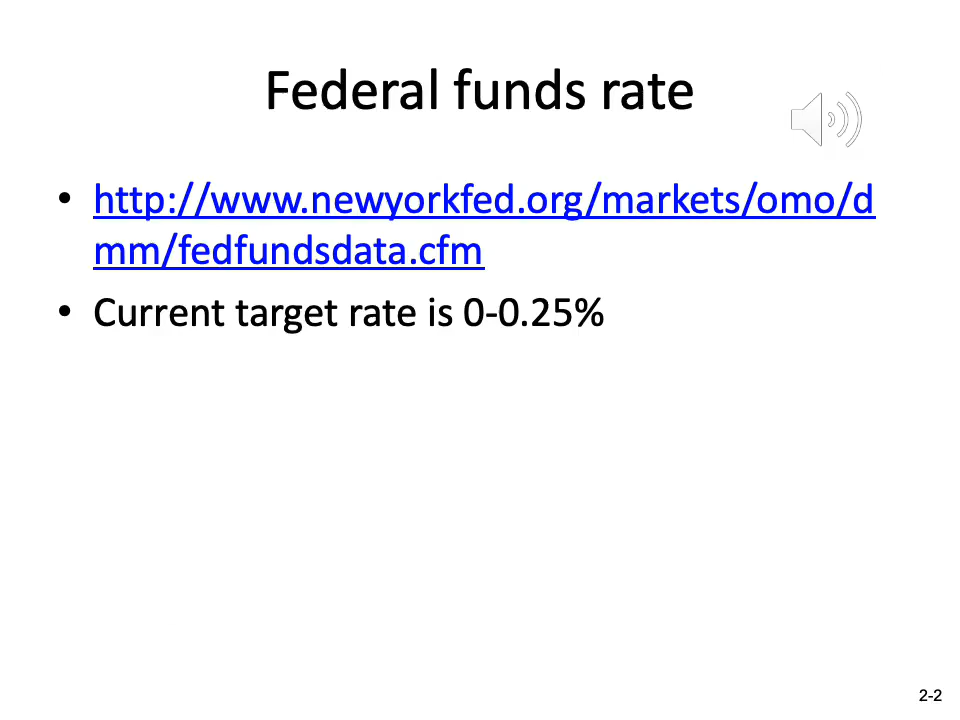 Federal funds rate
• http://www.newyorkfed.org/markets/omo/d
mm/fedfundsdata.cfm
• Current target rate is 0-0.25%
2-2